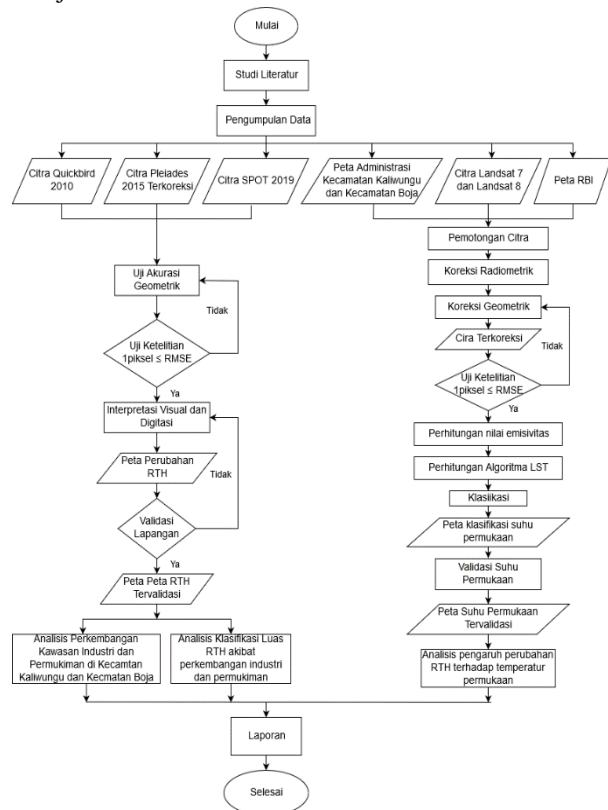 Mulai
Studi Literatur
Pengumpulan Data
Citra Quickbird
2010
Citra Pleiades
2015 Terkoreksi
Citra SPOT 2019
Peta Administrasi
Kecamatan Kaliwungu
dan Kecamatan Boja
Citra Landsat 7
dan Landsat 8
Peta RBI
Uji Akurasi
Geometrik
Tidak
Uji Ketelitian
1piksel ≤ RMSE
Ya
Interpretasi Visual dan
Digitasi
Peta Perubahan
RTH
Tidak
Validasi
Lapangan
Ya
Peta Peta RTH
Tervalidasi
Analisis Perkembangan
Kawasan Industri dan
Permukiman di Kecamtan
Kaliwungu dan Kecmatan Boja
Analisis Klasifikasi Luas
RTH akibat
perkembangan industri
dan permukiman
Pemotongan Citra
Koreksi Radiometrik
Koreksi Geometrik
Cira Terkoreksi
Tidak
Uji Ketelitian
1piksel ≤ RMSE
Ya
Perhitungan nilai emisivitas
Perhitungan Algoritma LST
Klasiikasi
Peta klasifikasi suhu
permukaan
Validasi Suhu
Permukaan
Peta Suhu Permukaan
Tervalidasi
Analisis pengaruh perubahan
RTH terhadap temperatur
permukaan
Laporan
Selesai